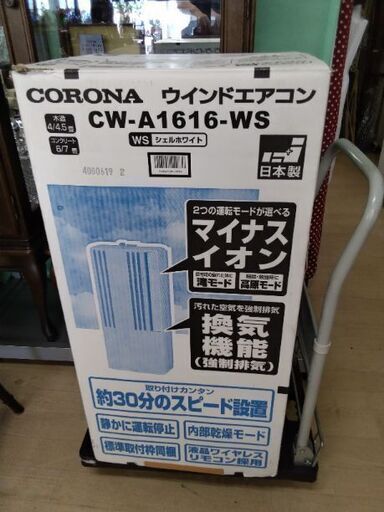 CORONA ウインドエアコン
木造
4/4.5畳
コンクリート
6/7畳
CW-A1616-WS
WS シェルホワイト
日本製
4060619 2
2つの運転モードが選べる
マイナス
イオン
滝モード
高原モード
汚れた空気を強制排気
換気
機能
(強制排気)
取り付けカンタン
約30分のスピード設置
静かに運転停止
内部乾燥モード
標準取付枠同梱
液晶ワイヤレス
リモコン採用